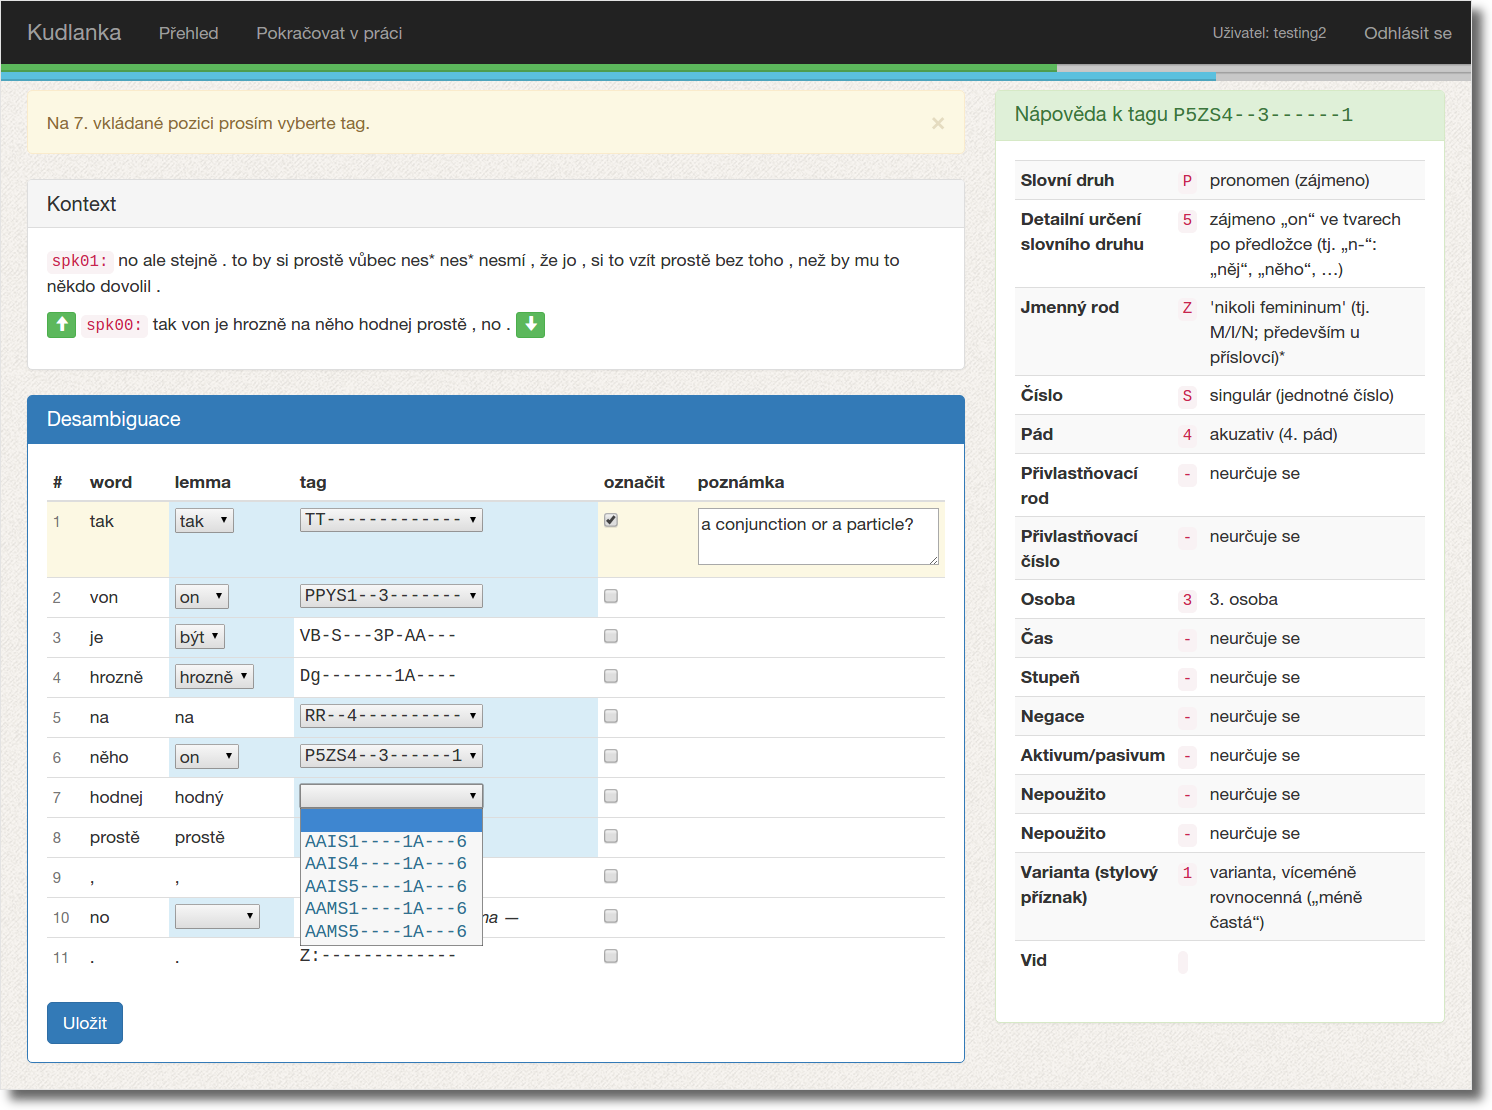 Kudlanka Přehled Pokračovat v práci Uživatel: testing2 Odhlásit se
Na 7. vkládané pozici prosím vyberte tag. ×
Kontext
spk01: no ale stejně . to by si prostě vůbec nes* nes* nesmí , že jo , si to vzít prostě bez toho , než by mu to
někdo dovolil .
spk00: tak von je hrozně na něho hodnej prostě , no .
Desambiguace
# word lemma tag označit poznámka
1 tak tak TT------------- a conjunction or a particle?
2 von on PPYS1--3-------
3 je být VB-S---3P-AA---
4 hrozně hrozně Dg-------1A----
5 na na RR--4----------
6 něho on P5ZS4--3------1
7 hodnej hodný
8 prostě prostě
AAIS1----1A---6
AAIS4----1A---6
AAIS5----1A---6
AAMS1----1A---6
AAMS5----1A---6
9 , ,
10 no —
11 . . Z:-------------
Uložit
Nápověda k tagu P5ZS4--3------1
Slovní druh P pronomen (zájmeno)
Detailní určení 5 zájmeno „on“ ve tvarech
slovního druhu po předložce (tj. „n-“:
„něj“, „něho“, …)
Jmenný rod Z 'nikoli femininum' (tj.
M/I/N; především u
příslovcí)*
Číslo S singulár (jednotné číslo)
Pád 4 akuzativ (4. pád)
Přivlastňovací - neurčuje se
rod
Přivlastňovací - neurčuje se
číslo
Osoba 3 3. osoba
Čas - neurčuje se
Stupeň - neurčuje se
Negace - neurčuje se
Aktivum/pasivum - neurčuje se
Nepoužito - neurčuje se
Nepoužito - neurčuje se
Varianta (stylový 1 varianta, víceméně
příznak) rovnocenná („méně
častá“)
Vid